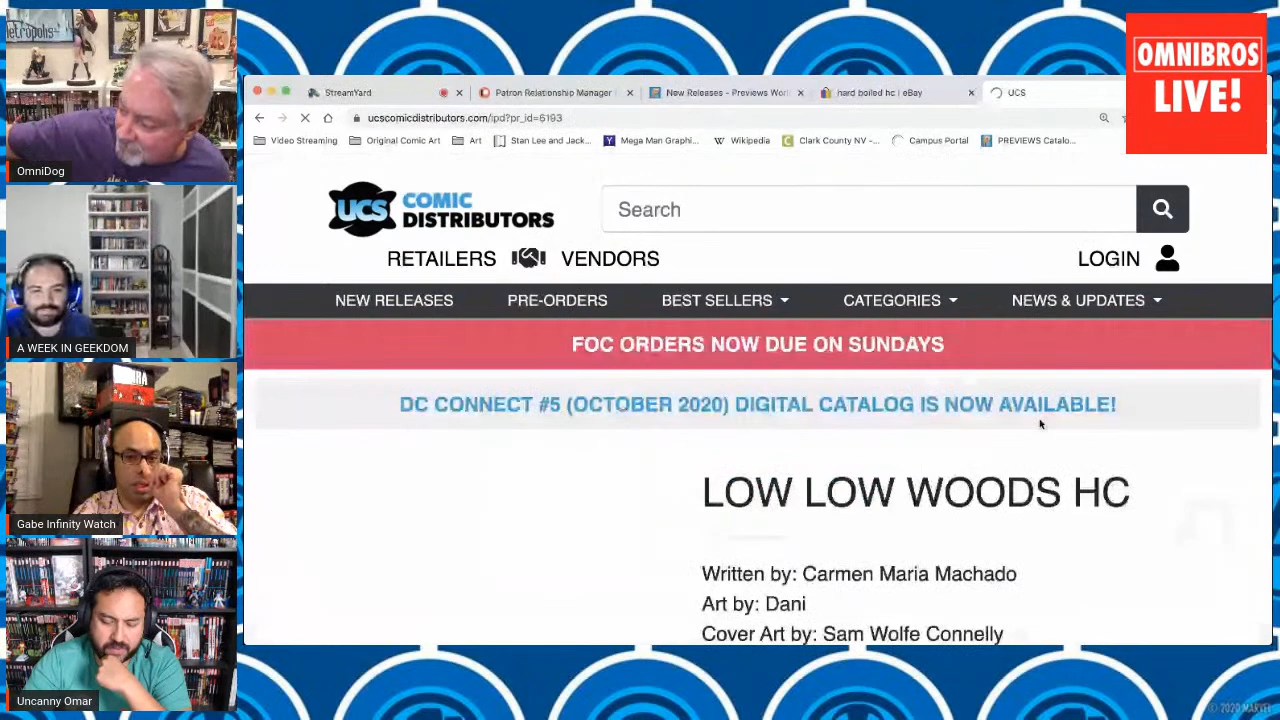 etropolis
OmniDog
A WEEK IN GEEKDOM
Gabe Infinity Watch
Uncanny Omar
StreamYard
Patron Relationship Manager
New Releases - Previews Worl
hard boiled hc | eBay
UCS
ucscomicdistributors.com/ipd?pr_id=6193
Video Streaming
Original Comic Art
Art
Stan Lee and Jack...
Mega Man Graphi...
Wikipedia
Clark County NV -...
Campus Portal
PREVIEWS Catalo...
OMNIBROS
LIVE!
UCS COMIC
DISTRIBUTORS
Search
RETAILERS VENDORS
LOGIN
NEW RELEASES PRE-ORDERS BEST SELLERS CATEGORIES NEWS & UPDATES
FOC ORDERS NOW DUE ON SUNDAYS
DC CONNECT #5 (OCTOBER 2020) DIGITAL CATALOG IS NOW AVAILABLE!
LOW LOW WOODS HC
Written by: Carmen Maria Machado
Art by: Dani
Cover Art by: Sam Wolfe Connelly
© 2020 MARVEL